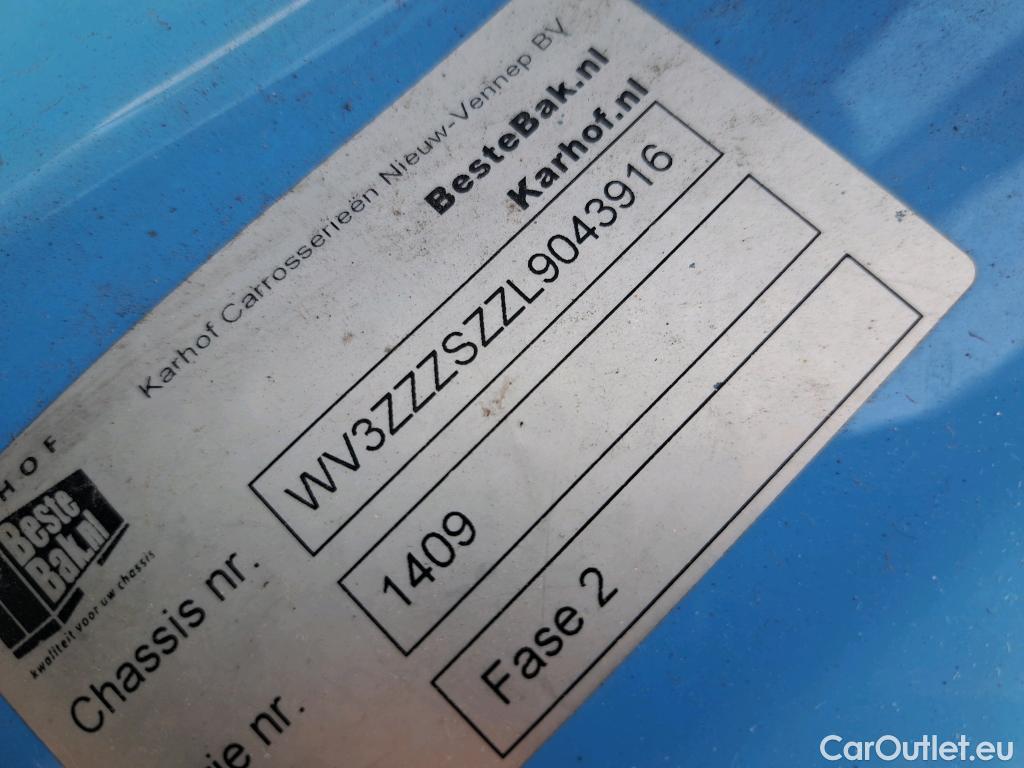 Karhof Carrosserieën Nieuw-Vennep BV
BesteBak.nl
Karhof.nl
HOF
Beste
Bak.nl
kwaliteit voor uw chassis
Chassis nr. WV3ZZZSZZL9043916
ie nr. 1409
Fase 2
CarOutlet.eu